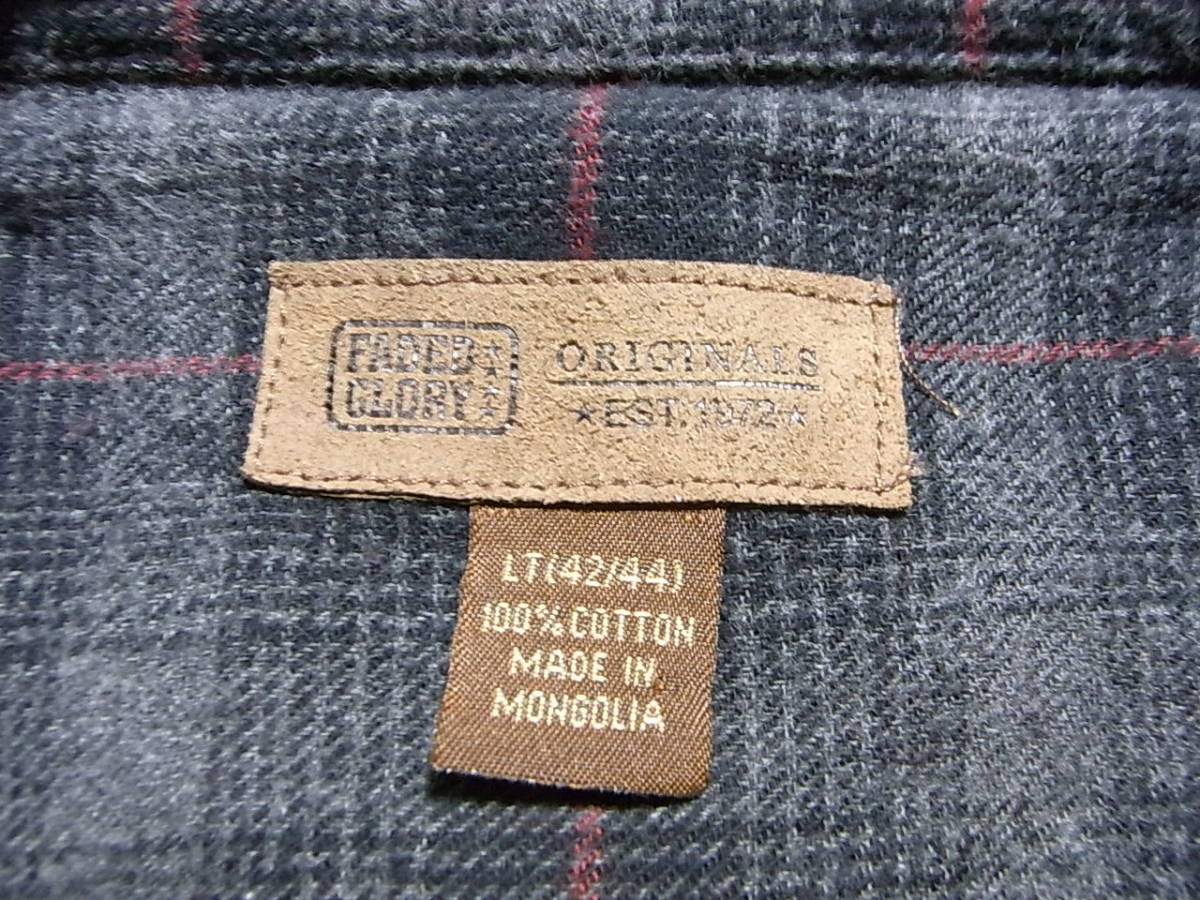 FADED
GLORY
ORIGINALS
★EST. 1972★
LT(42/44)
100% COTTON
MADE IN
MONGOLIA